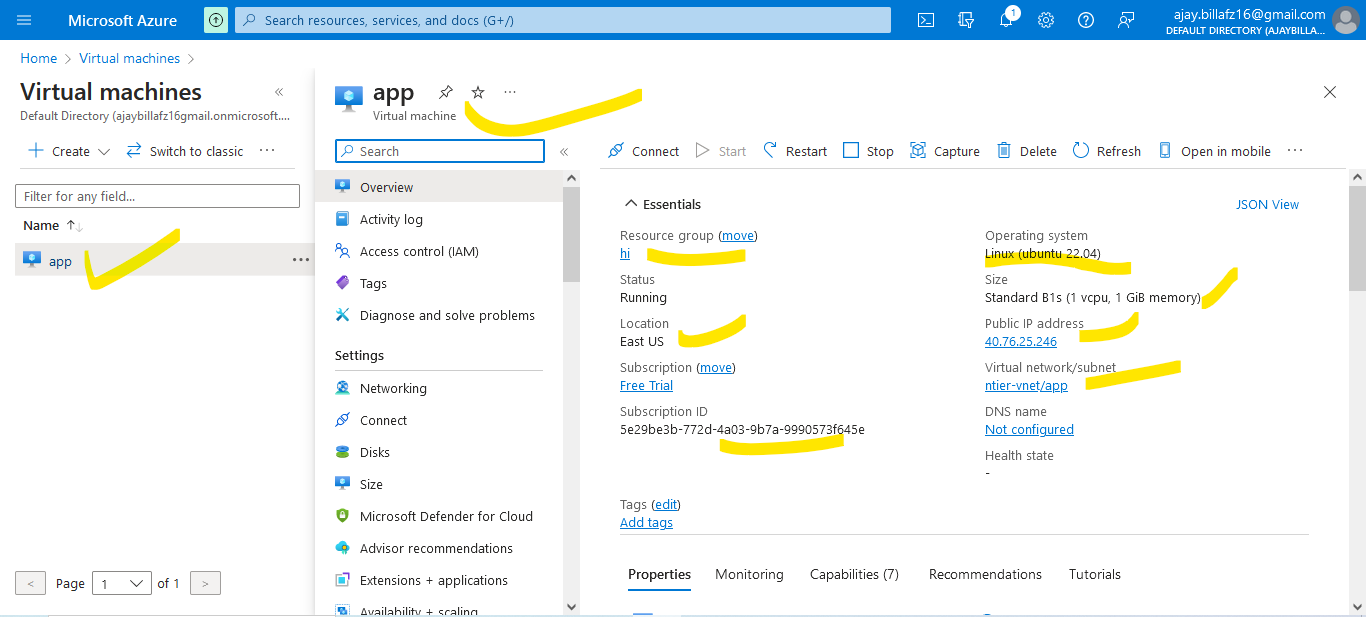 Microsoft Azure
Search resources, services, and docs (G+/)
1
ajay.billafz16@gmail.com
DEFAULT DIRECTORY (AJAYBILLA...
Home > Virtual machines >
Virtual machines «
Default Directory (ajaybillafz16gmail.onmicrosoft....
+ Create Switch to classic ...
Filter for any field...
Name ↑↓
app ...
< Page 1 of 1 >
app ...
Virtual machine
Search «
Overview
Activity log
Access control (IAM)
Tags
Diagnose and solve problems
Settings
Networking
Connect
Disks
Size
Microsoft Defender for Cloud
Advisor recommendations
Extensions + applications
Availability + scaling
Connect Start Restart Stop Capture Delete Refresh Open in mobile ...
Essentials
JSON View
Resource group (move)
hi
Status
Running
Location
East US
Subscription (move)
Free Trial
Subscription ID
5e29be3b-772d-4a03-9b7a-9990573f645e
Operating system
Linux (ubuntu 22.04)
Size
Standard B1s (1 vcpu, 1 GiB memory)
Public IP address
40.76.25.246
Virtual network/subnet
ntier-vnet/app
DNS name
Not configured
Health state
-
Tags (edit)
Add tags
Properties Monitoring Capabilities (7) Recommendations Tutorials